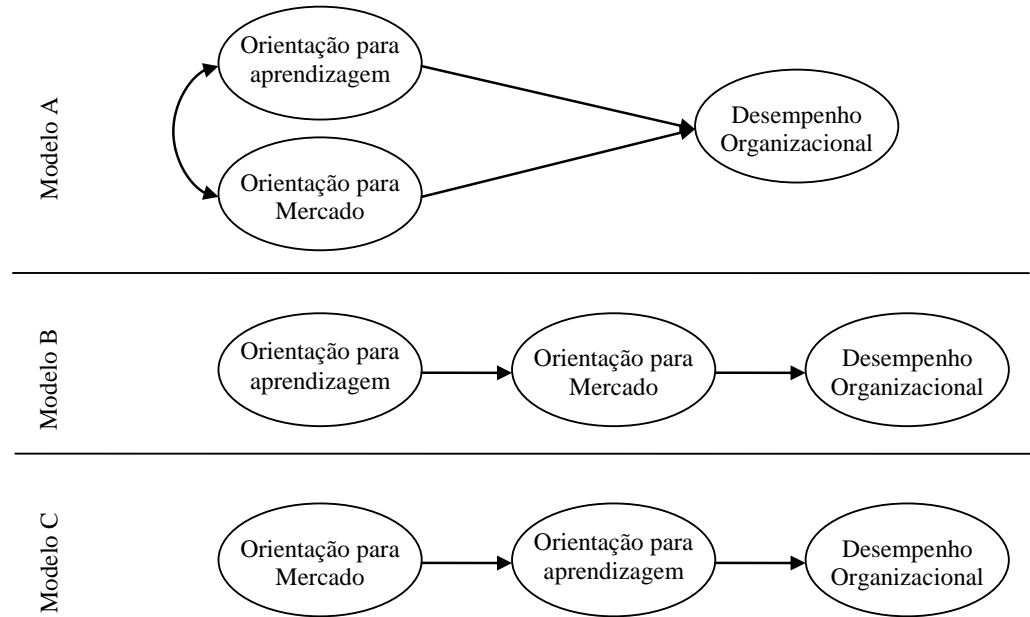 Modelo A
Orientação para
aprendizagem
Orientação para
Mercado
Desempenho
Organizacional
Modelo B
Orientação para
aprendizagem
Orientação para
Mercado
Desempenho
Organizacional
Modelo C
Orientação para
Mercado
Orientação para
aprendizagem
Desempenho
Organizacional